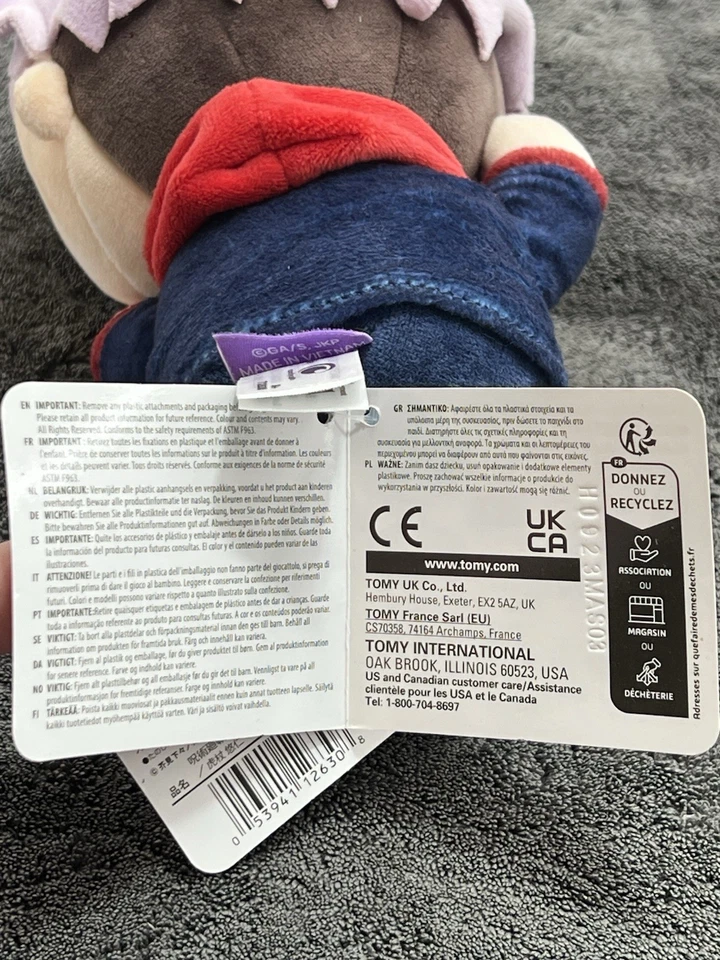 ©GA/S, JKP
MADE IN VIETNAM
EN IMPORTANT: Remove any plastic attachments and packaging
Please retain all product information for future reference. Colour and contents may vary.
All Rights Reserved. Conforms to the safety requirements of ASTM F963.
FR IMPORTANT : Retirez toutes les fixations en plastique et l'emballage avant de donner à
l'enfant. Prière de conserver toutes les informations sur le produit à titre d'information. Les couleurs
et les détails peuvent varier. Tous droits réservés. Conforme aux exigences de la norme de sécurité
ASTM F963.
NL BELANGRIJK: Verwijder alle plastic aanhangsels en verpakking, voordat u het product aan kinderen
overhandigt. Bewaar alle productinformatie ter naslag. De kleuren en inhoud kunnen verschillen.
DE WICHTIG: Entfernen Sie alle Plastikteile und die Verpackung, bevor Sie das Produkt Kindern geben.
Bitte bewahren Sie Produktinformationen gut auf. Abweichungen in Farbe oder Details möglich.
ES IMPORTANTE: Quite los accesorios de plástico y embalaje antes de dárselo a los niños. Guarde toda
la información del producto para futuras consultas. El color y el contenido pueden variar de las
ilustraciones.
IT ATTENZIONE! Le parti e i fili in plastica dell'imballaggio non fanno parte del giocattolo, si prega di
rimuoverli prima di dare il gioco al bambino. Leggere e conservare la confezione per riferimenti
futuri. Colori e modelli possono variare rispetto a quanto illustrato sulla confezione.
PT IMPORTANTE:Retire quaisquer etiquetas e embalagem de plástico antes de dar a crianças. Guarde
toda a informação referente ao produto para consultas futuras. A cor e os conteúdos poderão variar.
SE VIKTIGT: Ta bort alla plastdelar och förpackningsmaterial innan den ges till barn. Behåll all
information om produkten för framtida bruk. Färg och innehåll kan variera.
DA VIGTIGT: Fjern al plastik og emballage, før du giver produktet til børn. Gem al produktinformation
for senere reference. Farve og indhold kan variere.
NO VIKTIG: Fjern alt plasttilbehør og all emballasje før du gir det til barn. Vennligst ta vare på all
produktinformasjon for fremtidige referanser. Farge og innhold kan variere.
FI TÄRKEÄÄ: Poista kaikki muoviosat ja pakkausmateriaalit ennen kuin annat tuotteen lapselle. Säilytä
kaikki tuotetiedot myöhempää käyttöä varten. Väri ja sisältö voivat vaihdella.
GR ΣΗΜΑΝΤΙΚΟ: Αφαιρέστε όλα τα πλαστικά στοιχεία και τα
υπόλοιπα μέρη της συσκευασίας, πριν δώσετε το παιχνίδι στο
παιδί. Διατηρήστε όλες τις σχετικές πληροφορίες και τη
συσκευασία για μελλοντική αναφορά. Τα χρώματα και οι λεπτομέρειες του
περιεχομένου μπορεί να διαφέρουν από αυτά που φαίνονται στις εικόνες.
PL WAŻNE: Zanim dasz dziecku, usuń opakowanie i dodatkowe elementy
plastikowe. Proszę zachować wszelkie informacje o produkcie do
wykorzystania w przyszłości. Kolor i zawartość mogą się różnić.
CE
UK
CA
www.tomy.com
TOMY UK Co., Ltd.
Hembury House, Exeter, EX2 5AZ, UK
TOMY France Sarl (EU)
CS70358, 74164 Archamps, France
TOMY INTERNATIONAL
OAK BROOK, ILLINOIS 60523, USA
US and Canadian customer care/Assistance
clientèle pour les USA et le Canada
Tel: 1-800-704-8697
H0923MAS03
FR
DONNEZ
OU
RECYCLEZ
ASSOCIATION
OU
MAGASIN
OU
DÉCHÈTERIE
Adresses sur quefairedemesdechets.fr
©芥見下々
呪術廻
品名 / 虎杖 悠仁
0 53941 12630 8